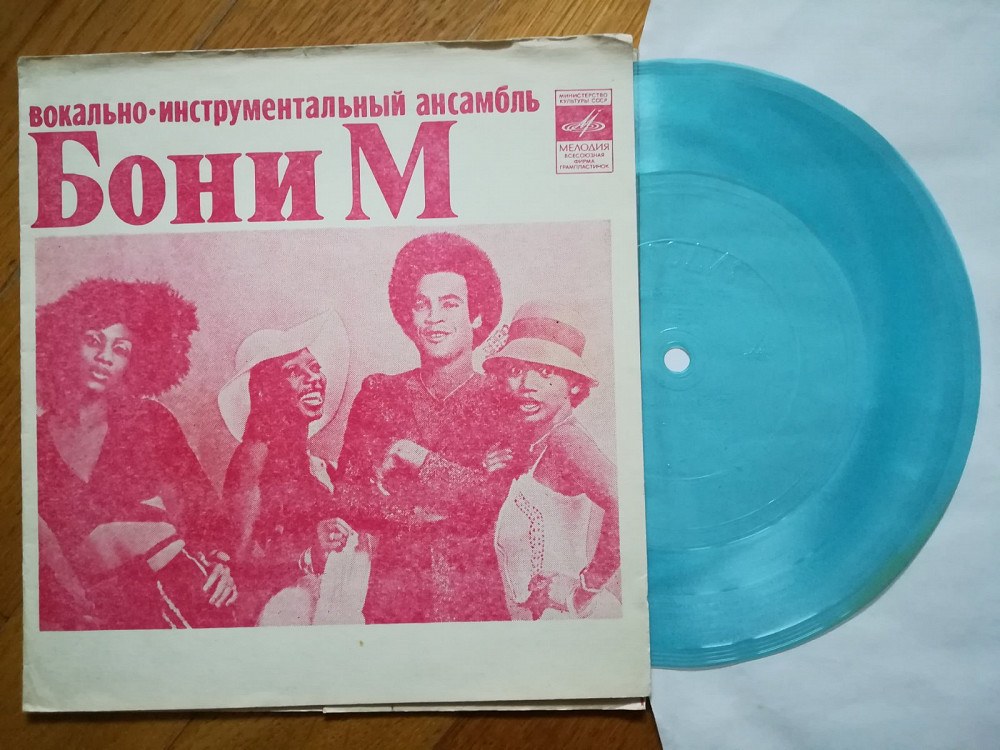 вокально·инструментальный ансамбль
Бони М
МИНИСТЕРСТВО
КУЛЬТУРЫ СССР
МЕЛОДИЯ
ВСЕСОЮЗНАЯ
ФИРМА
ГРАМПЛАСТИНОК